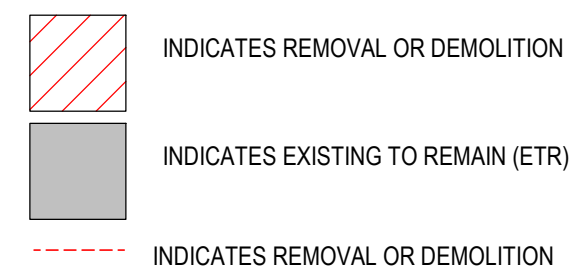 INDICATES REMOVAL OR DEMOLITION
INDICATES EXISTING TO REMAIN (ETR)
INDICATES REMOVAL OR DEMOLITION